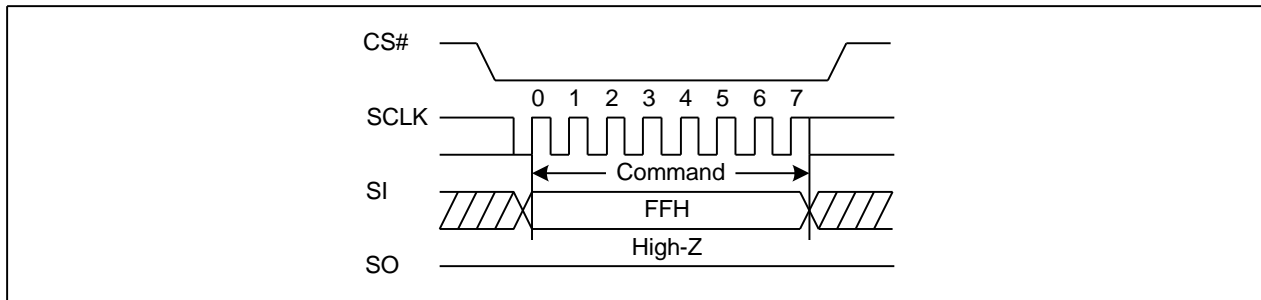 CS#
0 1 2 3 4 5 6 7
SCLK
Command
SI
FFH
High-Z
SO